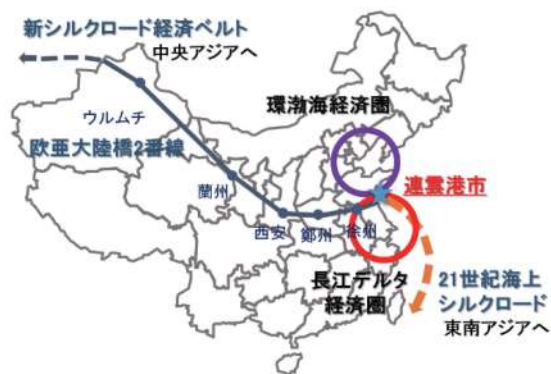 新シルクロード経済ベルト
中央アジアへ
環渤海経済圏
ウルムチ
欧亜大陸橋2番線
連雲港市
蘭州
西安
鄭州
徐州
長江デルタ
経済圏
21世紀海上
シルクロード
東南アジアへ